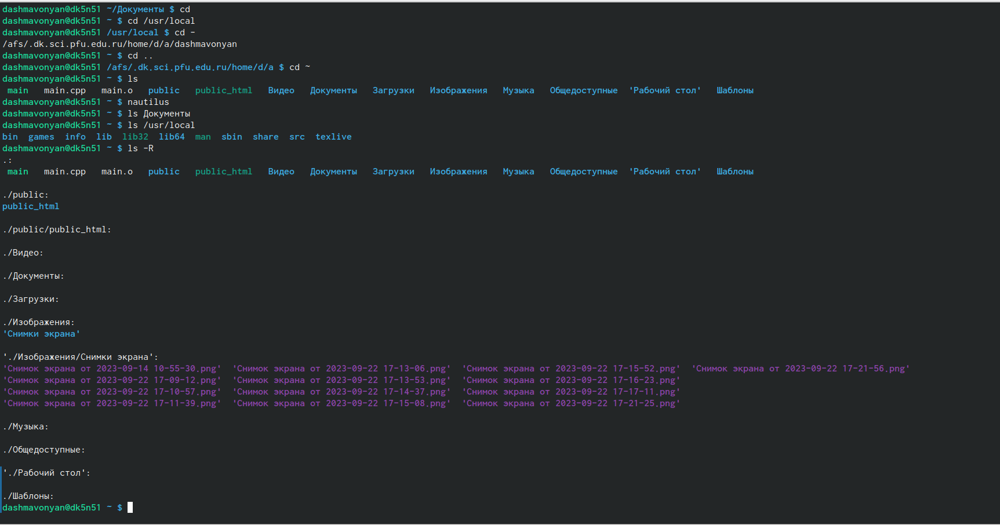 dashmavonyan@dk5n51 ~/Документы $ cd
dashmavonyan@dk5n51 ~ $ cd /usr/local
dashmavonyan@dk5n51 /usr/local $ cd -
/afs/.dk.sci.pfu.edu.ru/home/d/a/dashmavonyan
dashmavonyan@dk5n51 ~ $ cd ..
dashmavonyan@dk5n51 /afs/.dk.sci.pfu.edu.ru/home/d/a $ cd ~
dashmavonyan@dk5n51 ~ $ ls
main main.cpp main.o public public_html Видео Документы Загрузки Изображения Музыка Общедоступные 'Рабочий стол' Шаблоны
dashmavonyan@dk5n51 ~ $ nautilus
dashmavonyan@dk5n51 ~ $ ls Документы
dashmavonyan@dk5n51 ~ $ ls /usr/local
bin games info lib lib32 lib64 man sbin share src texlive
dashmavonyan@dk5n51 ~ $ ls -R
.:
main main.cpp main.o public public_html Видео Документы Загрузки Изображения Музыка Общедоступные 'Рабочий стол' Шаблоны
./public:
public_html
./public/public_html:
./Видео:
./Документы:
./Загрузки:
./Изображения:
'Снимки экрана'
'./Изображения/Снимки экрана':
'Снимок экрана от 2023-09-14 10-55-30.png' 'Снимок экрана от 2023-09-22 17-13-06.png' 'Снимок экрана от 2023-09-22 17-15-52.png' 'Снимок экрана от 2023-09-22 17-21-56.png'
'Снимок экрана от 2023-09-22 17-09-12.png' 'Снимок экрана от 2023-09-22 17-13-53.png' 'Снимок экрана от 2023-09-22 17-16-23.png'
'Снимок экрана от 2023-09-22 17-10-57.png' 'Снимок экрана от 2023-09-22 17-14-37.png' 'Снимок экрана от 2023-09-22 17-17-11.png'
'Снимок экрана от 2023-09-22 17-11-39.png' 'Снимок экрана от 2023-09-22 17-15-08.png' 'Снимок экрана от 2023-09-22 17-21-25.png'
./Музыка:
./Общедоступные:
'./Рабочий стол':
./Шаблоны:
dashmavonyan@dk5n51 ~ $